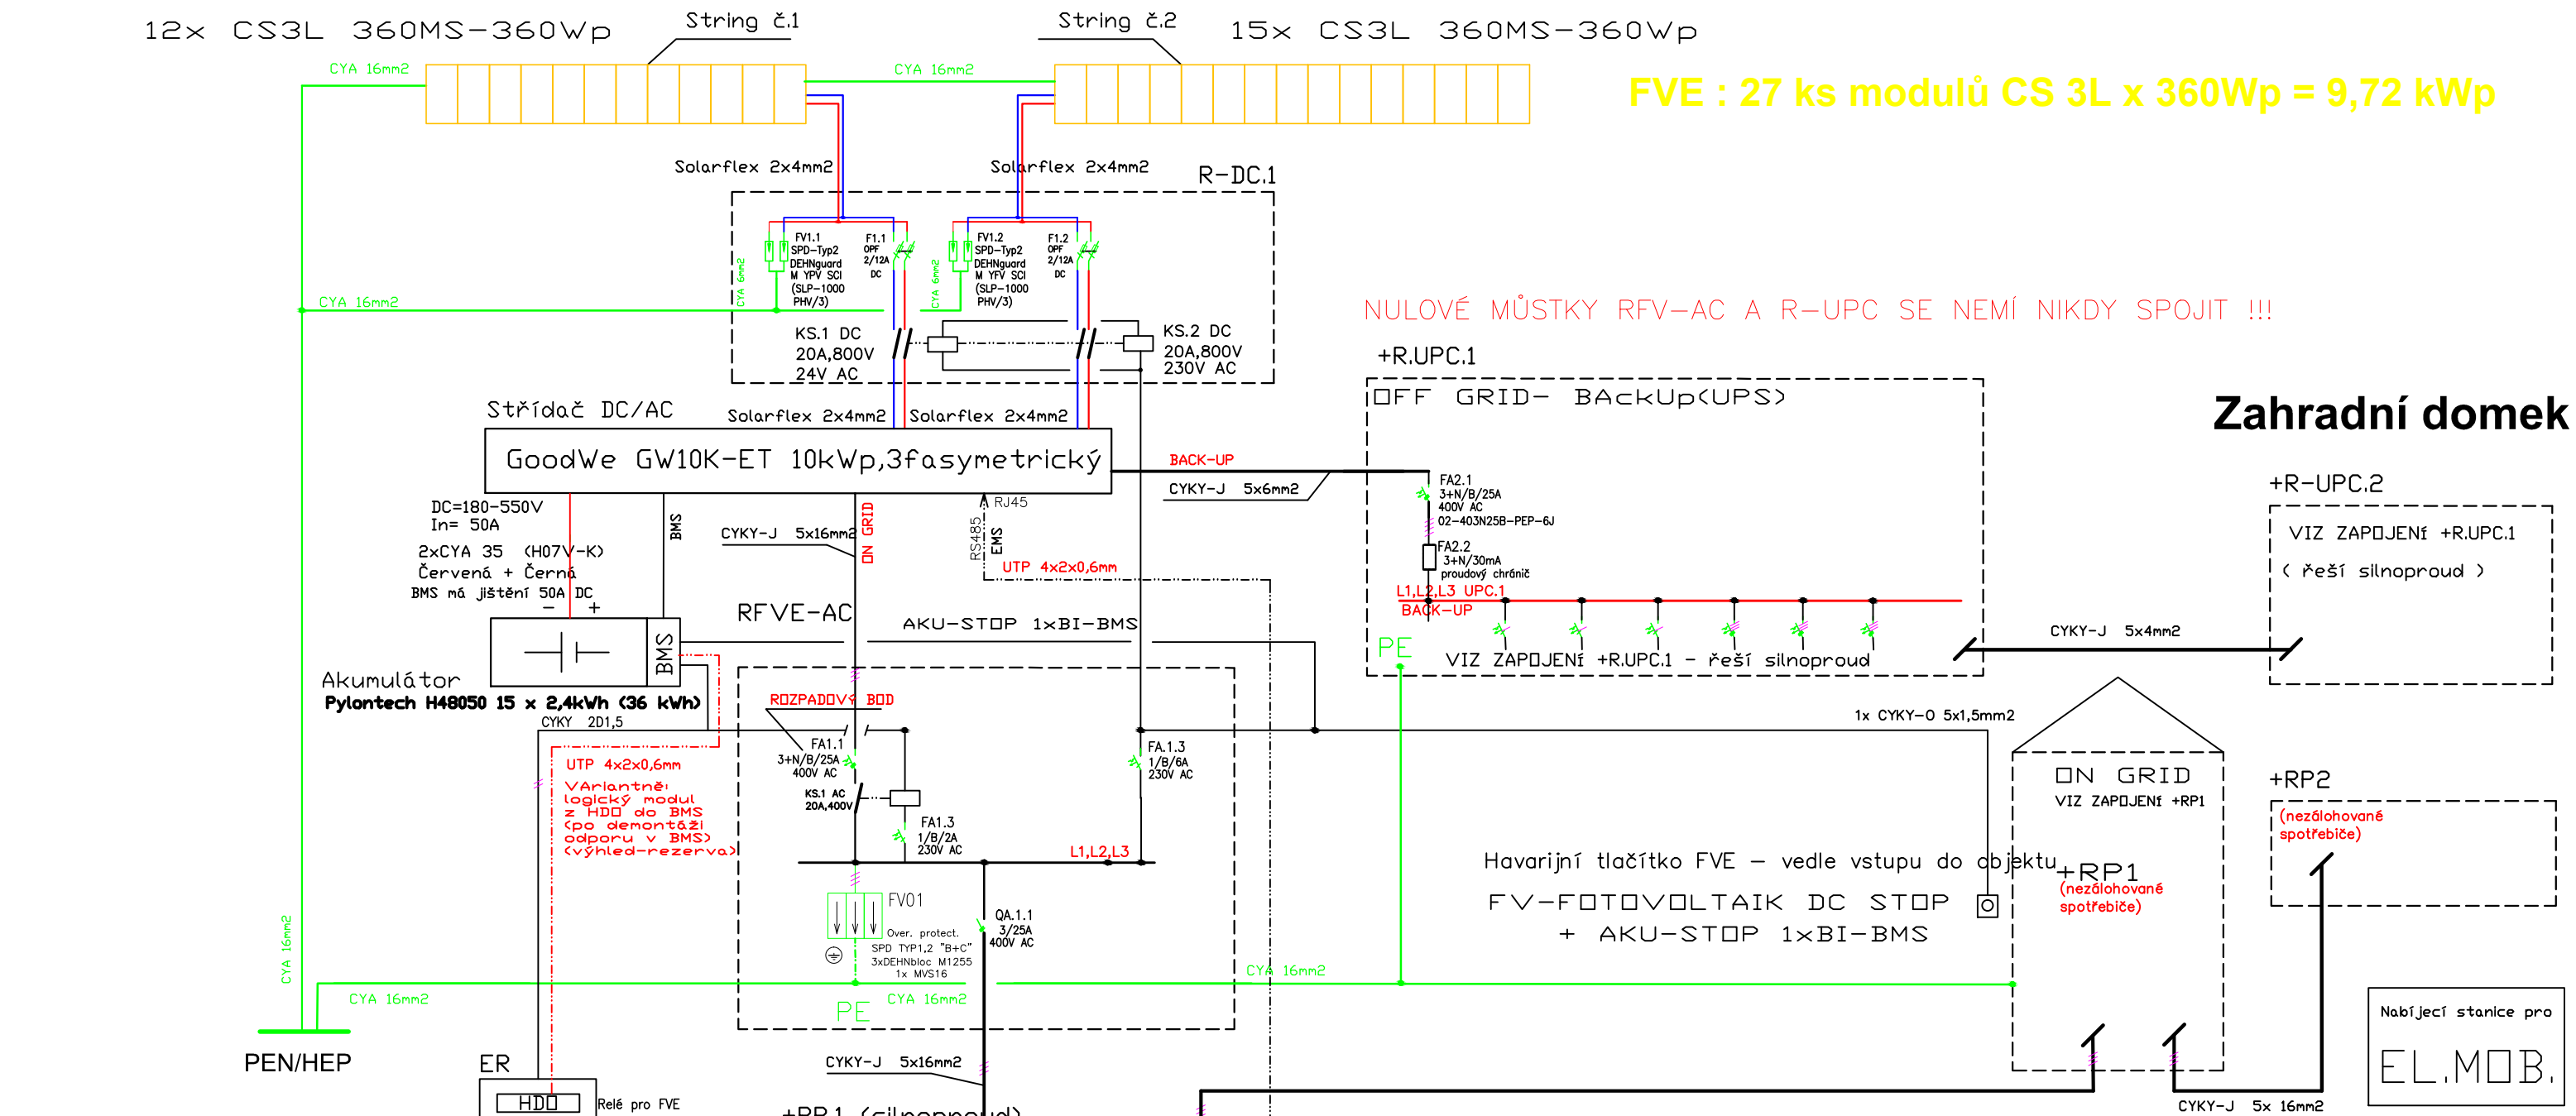 12x CS3L 360MS-360Wp
String č.1
String č.2
15x CS3L 360MS-360Wp
CYA 16mm2
CYA 16mm2
FVE : 27 ks modulů CS 3L x 360Wp = 9,72 kWp
Solarflex 2x4mm2
Solarflex 2x4mm2
R-DC.1
FV1.1
SPD-Typ2
DEHNguard
M YPV SCI
(SLP-1000
PHV/3)
F1.1
OPF
2/12A
DC
FV1.2
SPD-Typ2
DEHNguard
M YFV SCI
(SLP-1000
PHV/3)
F1.2
OPF
2/12A
DC
CYA 6mm2
CYA 6mm2
CYA 16mm2
KS.1 DC
20A,800V
24V AC
KS.2 DC
20A,800V
230V AC
NULOVÉ MŮSTKY RFV-AC A R-UPC SE NEMÍ NIKDY SPOJIT !!!
+R.UPC.1
OFF GRID- BAckUp(UPS)
Zahradní domek
Střídač DC/AC
Solarflex 2x4mm2
Solarflex 2x4mm2
GoodWe GW10K-ET 10kWp,3fasymetrický
BACK-UP
CYKY-J 5x6mm2
FA2.1
3+N/B/25A
400V AC
02-403N25B-PEP-6J
FA2.2
3+N/30mA
proudový chránič
L1,L2,L3 UPC.1
BACK-UP
PE
VIZ ZAPOJENÍ +R.UPC.1 - řeší silnoproud
CYKY-J 5x4mm2
+R-UPC.2
VIZ ZAPOJENÍ +R.UPC.1
( řeší silnoproud )
DC=180-550V
In= 50A
2xCYA 35 (H07V-K)
Červená + Černá
BMS má jištění 50A DC
- +
BMS
CYKY-J 5x16mm2
ON GRID
RS485
EMS
RJ45
UTP 4x2x0,6mm
RFVE-AC
AKU-STOP 1xBI-BMS
BMS
Akumulátor
Pylontech H48050 15 x 2,4kWh (36 kWh)
CYKY 2D1,5
ROZPADOVÝ BOD
FA1.1
3+N/B/25A
400V AC
KS.1 AC
20A,400V
FA1.3
1/B/2A
230V AC
FA.1.3
1/B/6A
230V AC
L1,L2,L3
UTP 4x2x0,6mm
VAriantně:
logický modul
z HDO do BMS
(po demontáži
odporu v BMS)
(výhled-rezerva)
1x CYKY-O 5x1,5mm2
ON GRID
VIZ ZAPOJENÍ +RP1
+RP1
(nezálohované
spotřebiče)
+RP2
(nezálohované
spotřebiče)
Havarijní tlačítko FVE - vedle vstupu do objektu
FV-FOTOVOLTAIK DC STOP
+ AKU-STOP 1xBI-BMS
FV01
Over. protect.
SPD TYP1,2 "B+C"
3xDEHNbloc M1255
1x MVS16
QA.1.1
3/25A
400V AC
CYA 16mm2
CYA 16mm2
CYA 16mm2
CYA 16mm2
PE
PEN/HEP
ER
HDO
Relé pro FVE
CYKY-J 5x16mm2
+RP.1 (silnoproud)
Nabíjecí stanice pro
EL.MOB.
CYKY-J 5x 16mm2